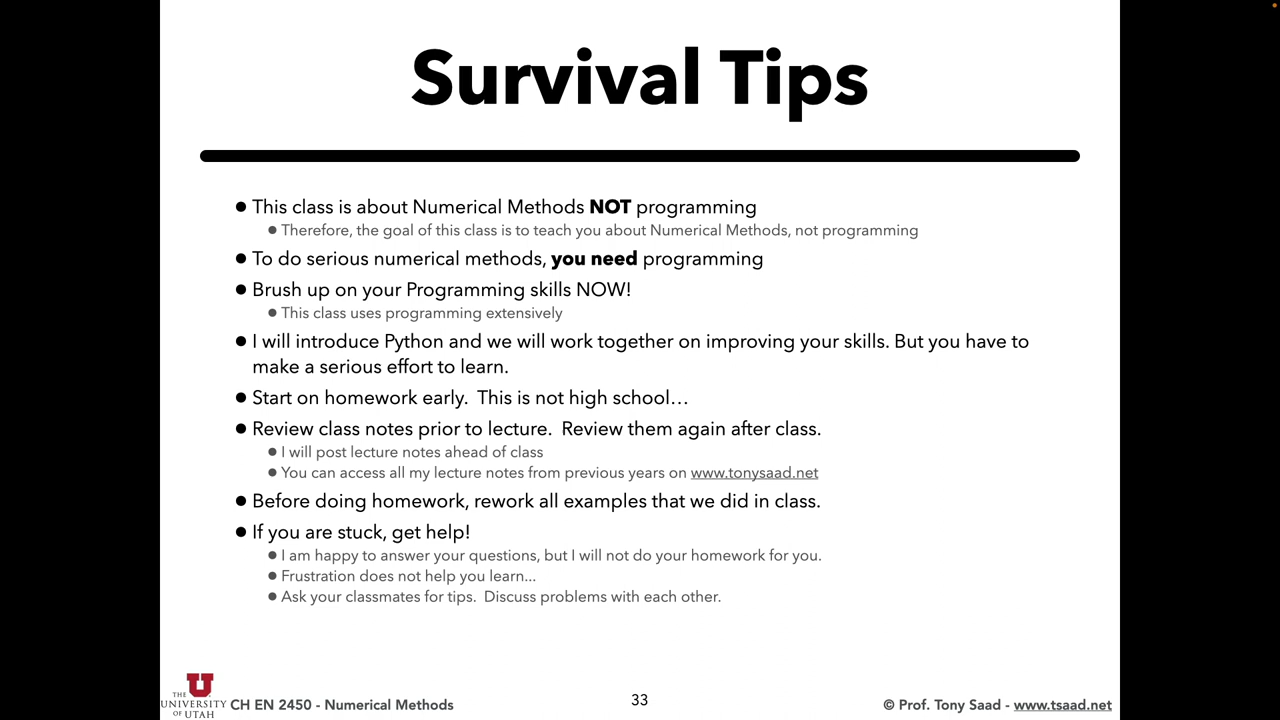 Survival Tips
● This class is about Numerical Methods NOT programming
● Therefore, the goal of this class is to teach you about Numerical Methods, not programming
● To do serious numerical methods, you need programming
● Brush up on your Programming skills NOW!
● This class uses programming extensively
● I will introduce Python and we will work together on improving your skills. But you have to
make a serious effort to learn.
● Start on homework early.  This is not high school…
● Review class notes prior to lecture.  Review them again after class.
● I will post lecture notes ahead of class
● You can access all my lecture notes from previous years on www.tonysaad.net
● Before doing homework, rework all examples that we did in class.
● If you are stuck, get help!
● I am happy to answer your questions, but I will not do your homework for you.
● Frustration does not help you learn...
● Ask your classmates for tips.  Discuss problems with each other.
THE U
UNIVERSITY
OF UTAH
CH EN 2450 - Numerical Methods
33
© Prof. Tony Saad - www.tsaad.net